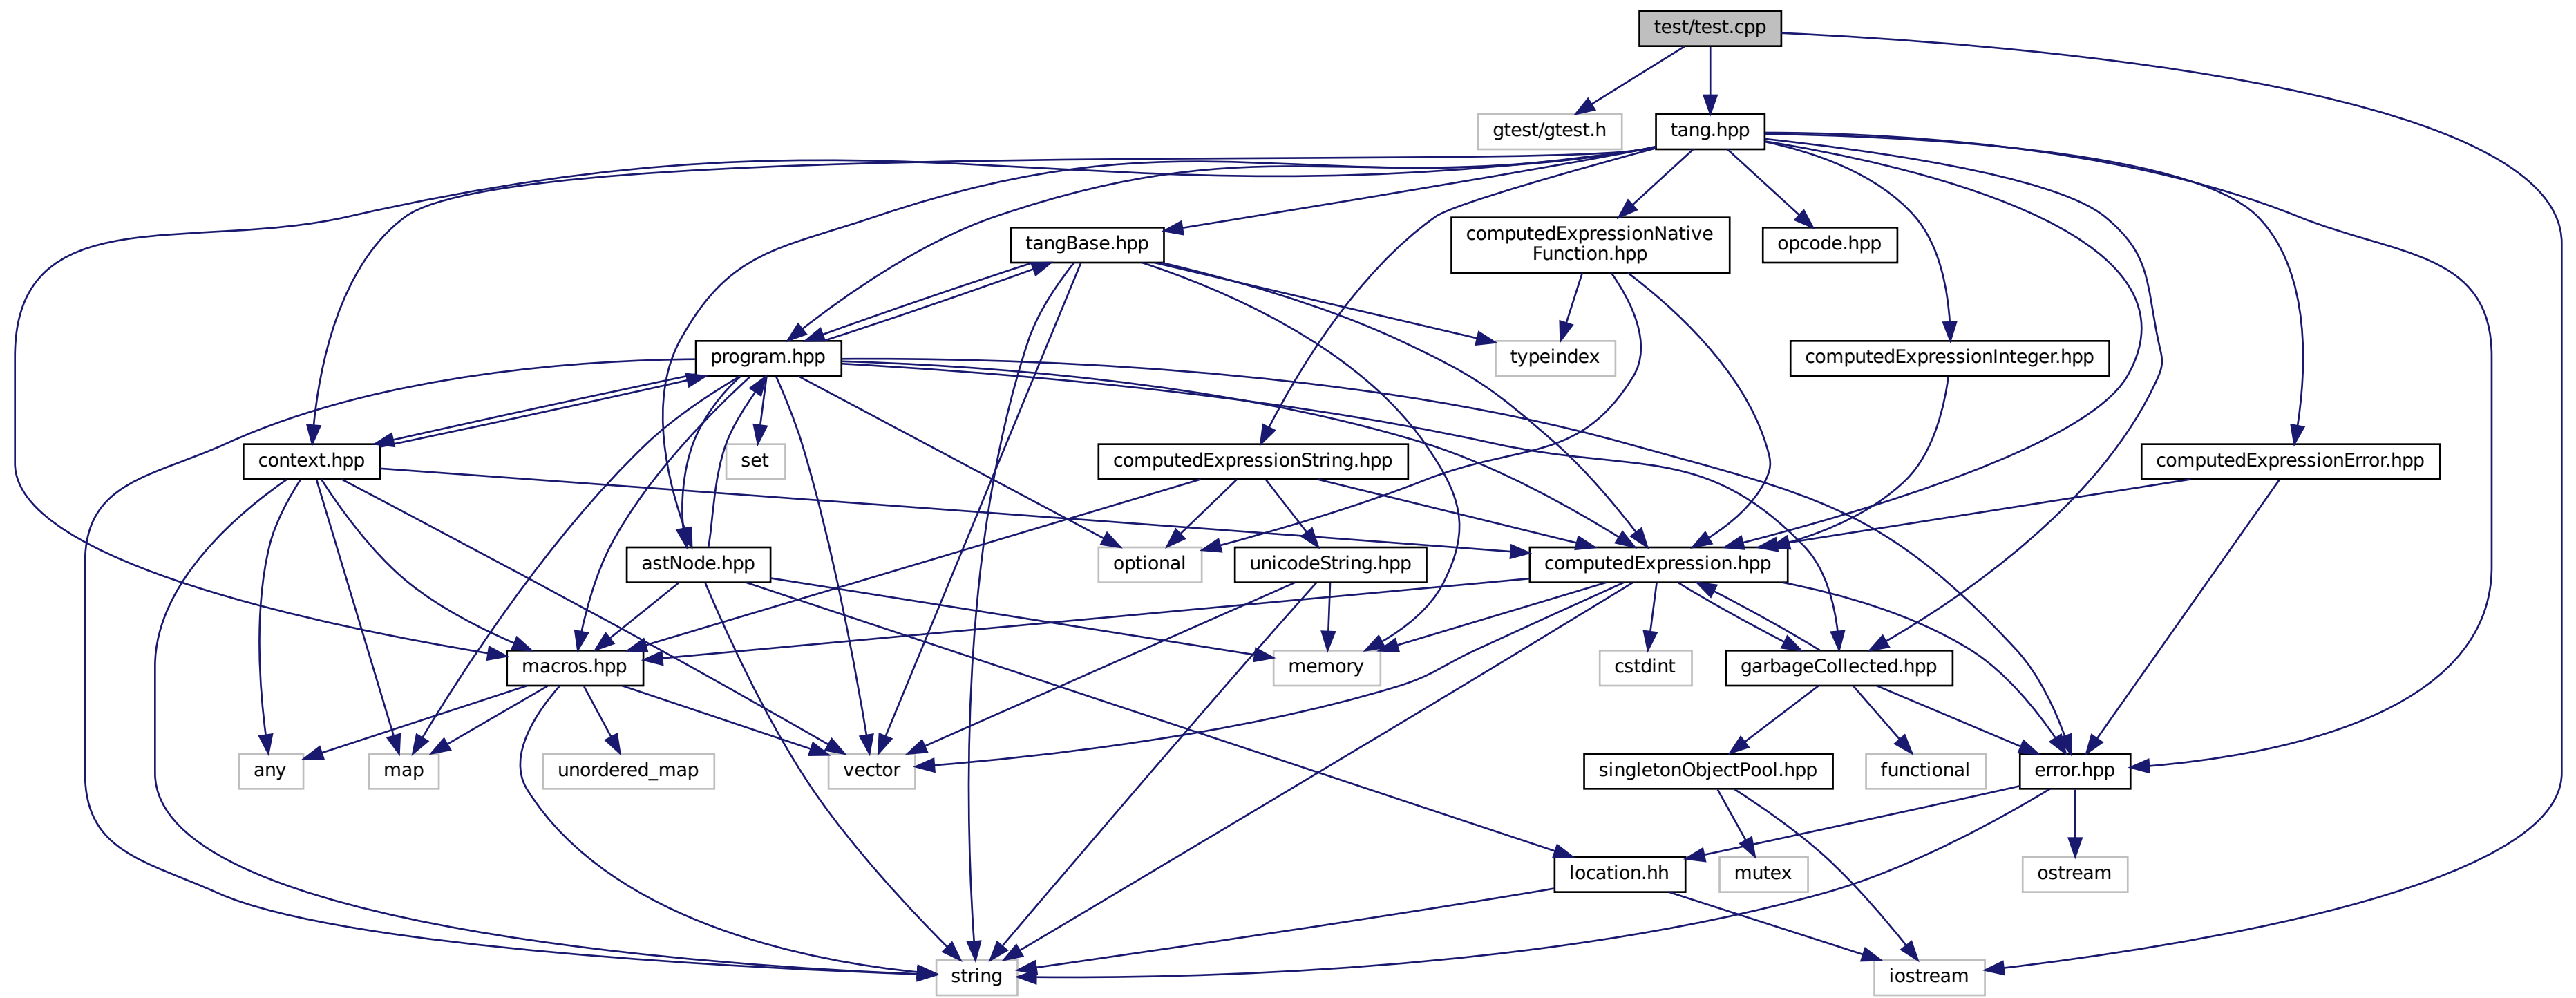 test/test.cpp
gtest/gtest.h
tang.hpp
tangBase.hpp
computedExpressionNative
Function.hpp
opcode.hpp
program.hpp
typeindex
computedExpressionInteger.hpp
context.hpp
set
computedExpressionString.hpp
computedExpressionError.hpp
astNode.hpp
optional
unicodeString.hpp
computedExpression.hpp
macros.hpp
memory
cstdint
garbageCollected.hpp
any
map
unordered_map
vector
singletonObjectPool.hpp
functional
error.hpp
location.hh
mutex
ostream
string
iostream